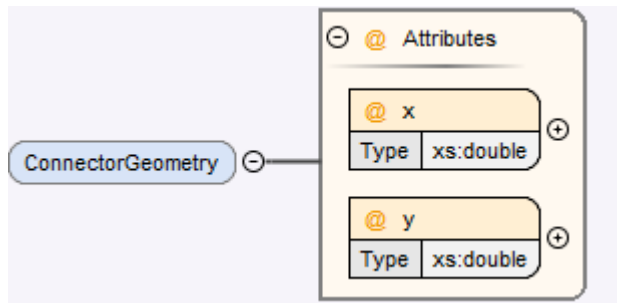 @ Attributes
@ x
Type xs:double
ConnectorGeometry
@ y
Type xs:double